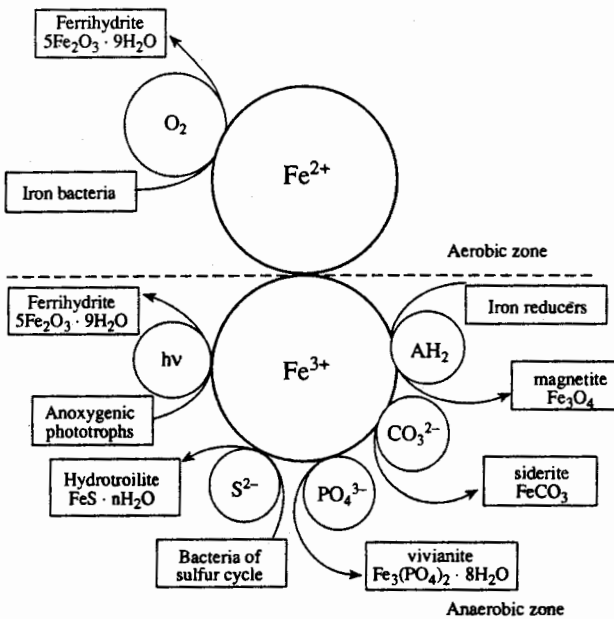 Ferrihydrite
5Fe₂O₃ · 9H₂O
O₂
Fe²⁺
Iron bacteria
Aerobic zone
Ferrihydrite
5Fe₂O₃ · 9H₂O
Iron reducers
hν
Fe³⁺
AH₂
magnetite
Fe₃O₄
Anoxygenic
phototrophs
CO₃²⁻
Hydrotroilite
FeS · nH₂O
S²⁻
PO₄³⁻
siderite
FeCO₃
Bacteria of
sulfur cycle
vivianite
Fe₃(PO₄)₂ · 8H₂O
Anaerobic zone